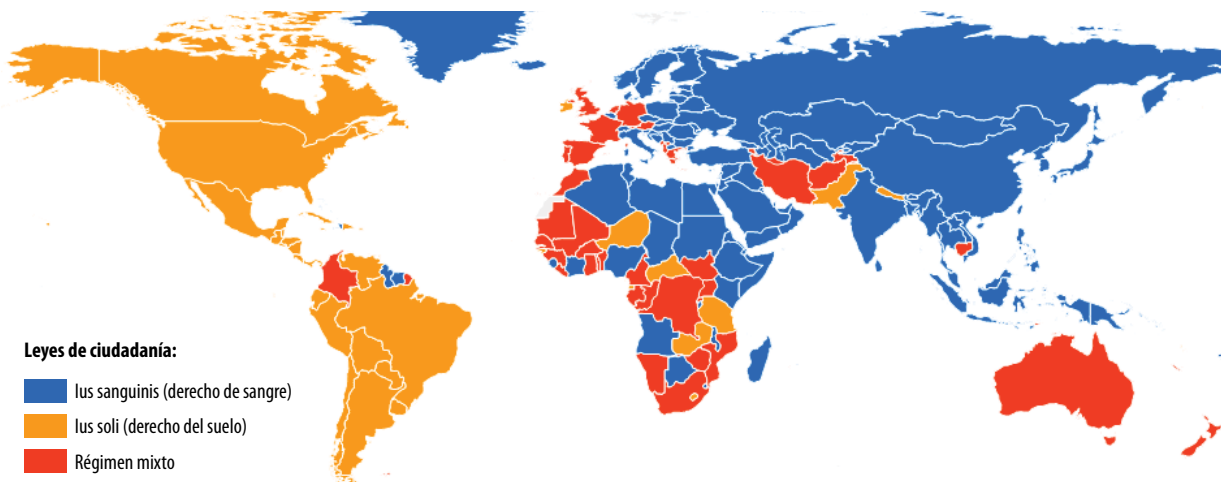 Leyes de ciudadanía:
Ius sanguinis (derecho de sangre)
Ius soli (derecho del suelo)
Régimen mixto